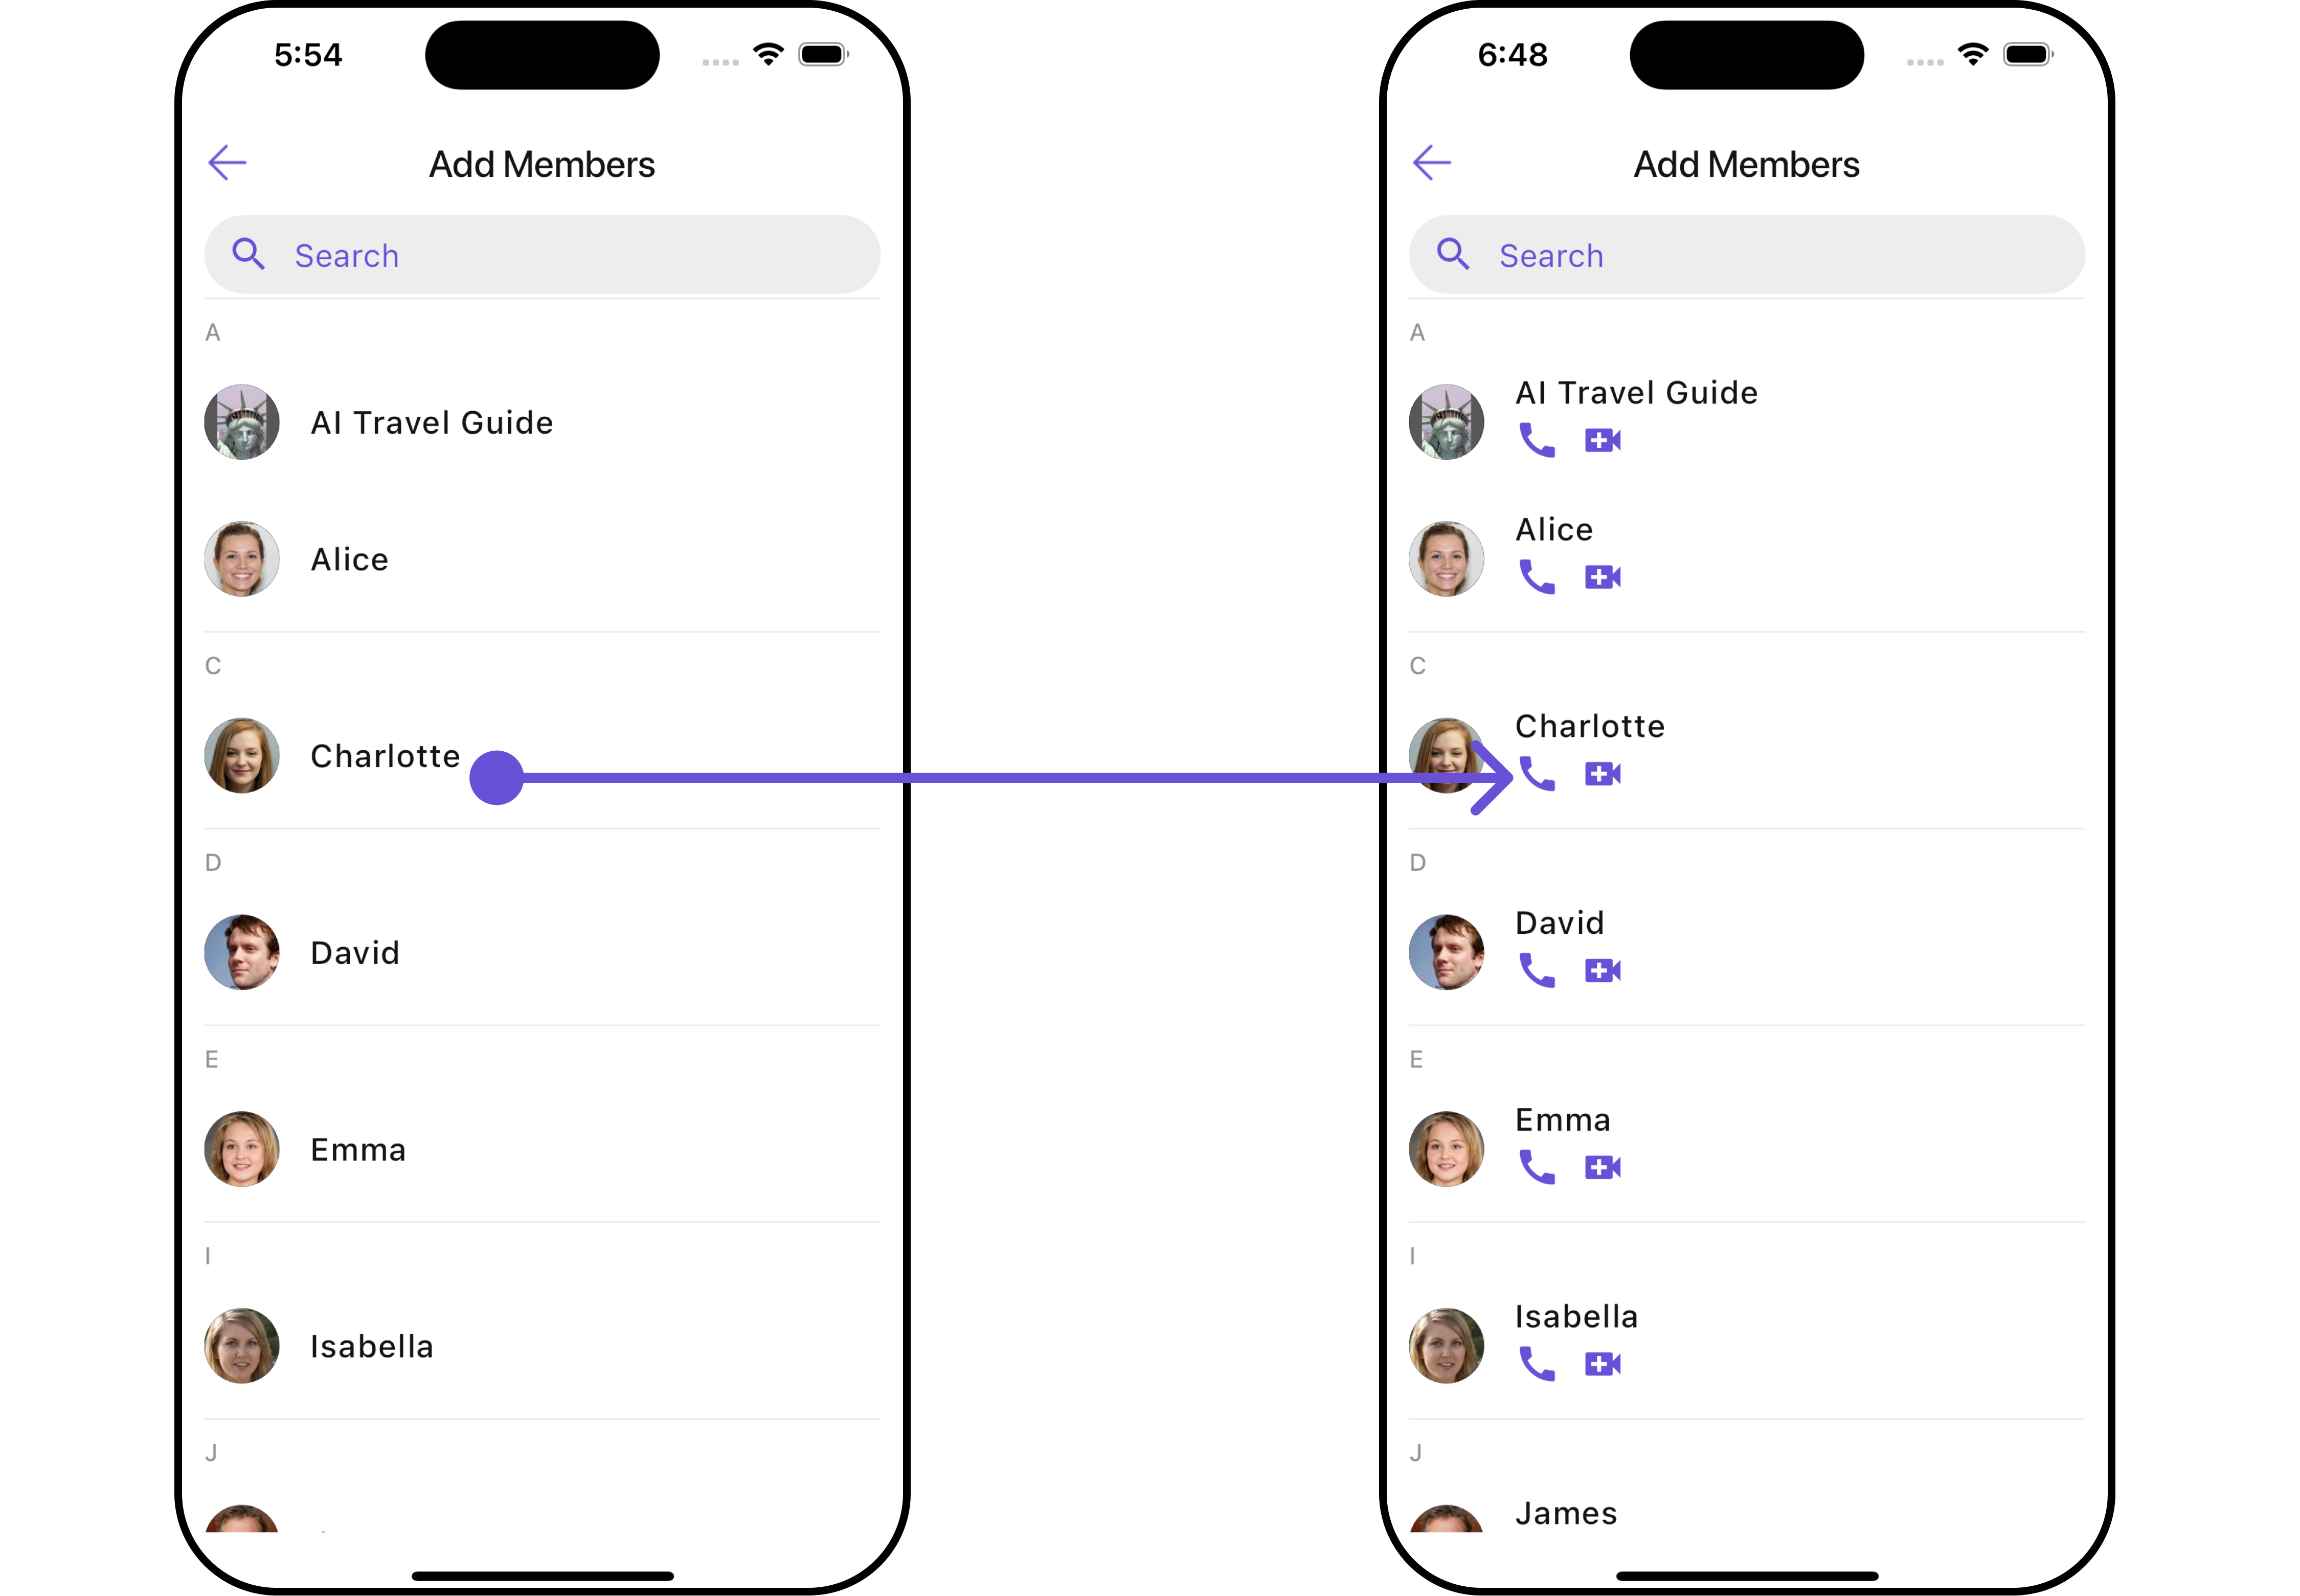 5:54
Add Members
Search
A
AI Travel Guide
Alice
C
Charlotte
D
David
E
Emma
I
Isabella
J
6:48
Add Members
Search
A
AI Travel Guide
Alice
C
Charlotte
D
David
E
Emma
I
Isabella
J
James